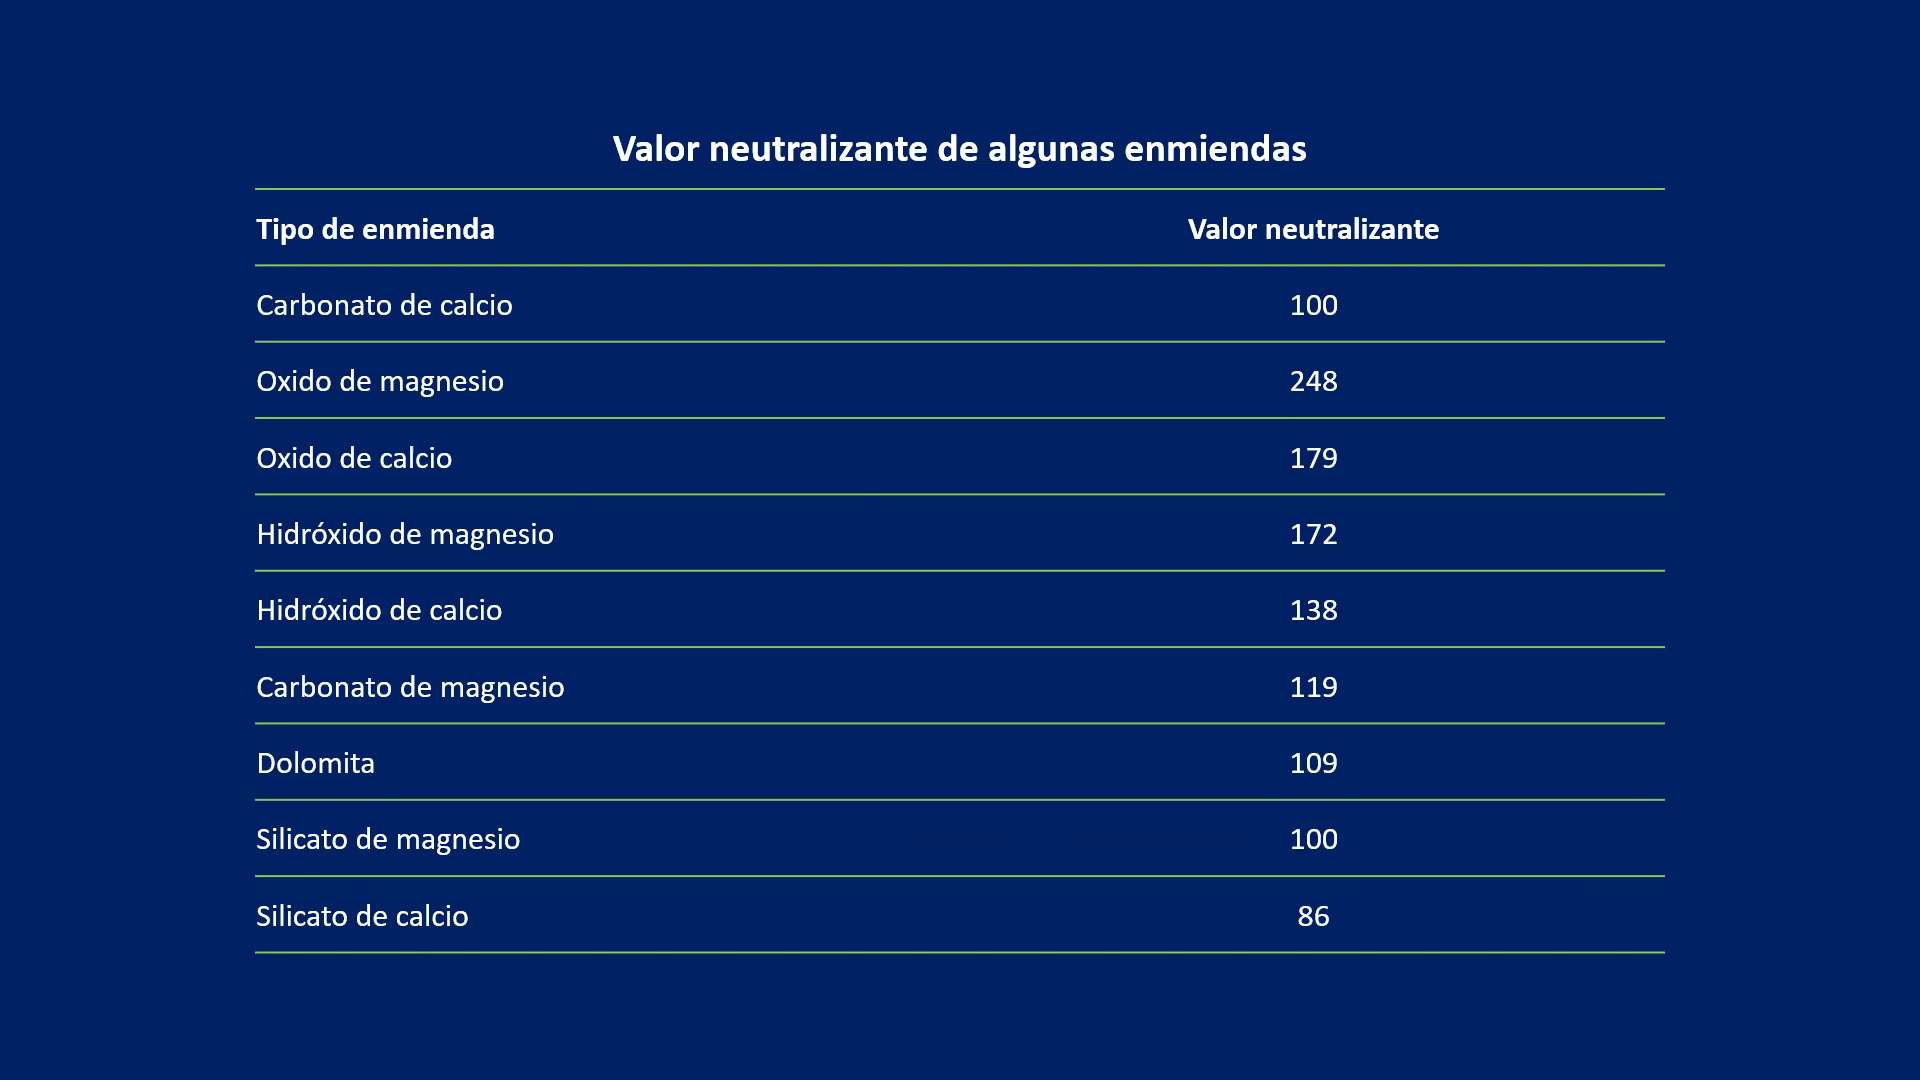 Valor neutralizante de algunas enmiendas
Tipo de enmienda Valor neutralizante
Carbonato de calcio 100
Oxido de magnesio 248
Oxido de calcio 179
Hidróxido de magnesio 172
Hidróxido de calcio 138
Carbonato de magnesio 119
Dolomita 109
Silicato de magnesio 100
Silicato de calcio 86